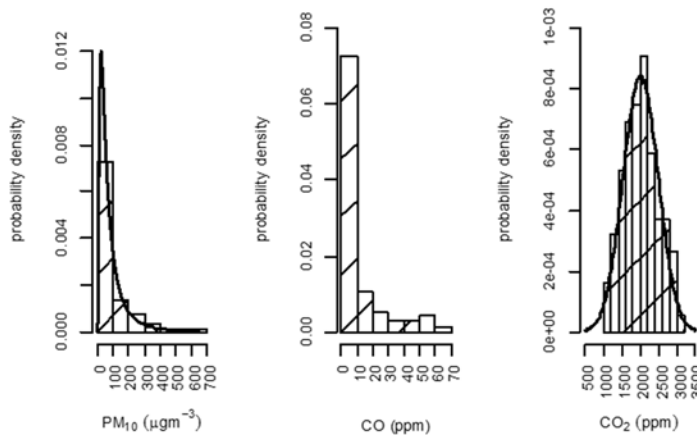 probability density
0.012
0.008
0.004
0.000
0
100
200
300
400
500
600
700
PM₁₀ (μgm⁻³)
probability density
0.08
0.06
0.04
0.02
0.00
0
10
20
30
40
50
60
70
CO (ppm)
probability density
1e-03
8e-04
6e-04
4e-04
2e-04
0e+00
500
1000
1500
2000
2500
3000
3500
CO₂ (ppm)